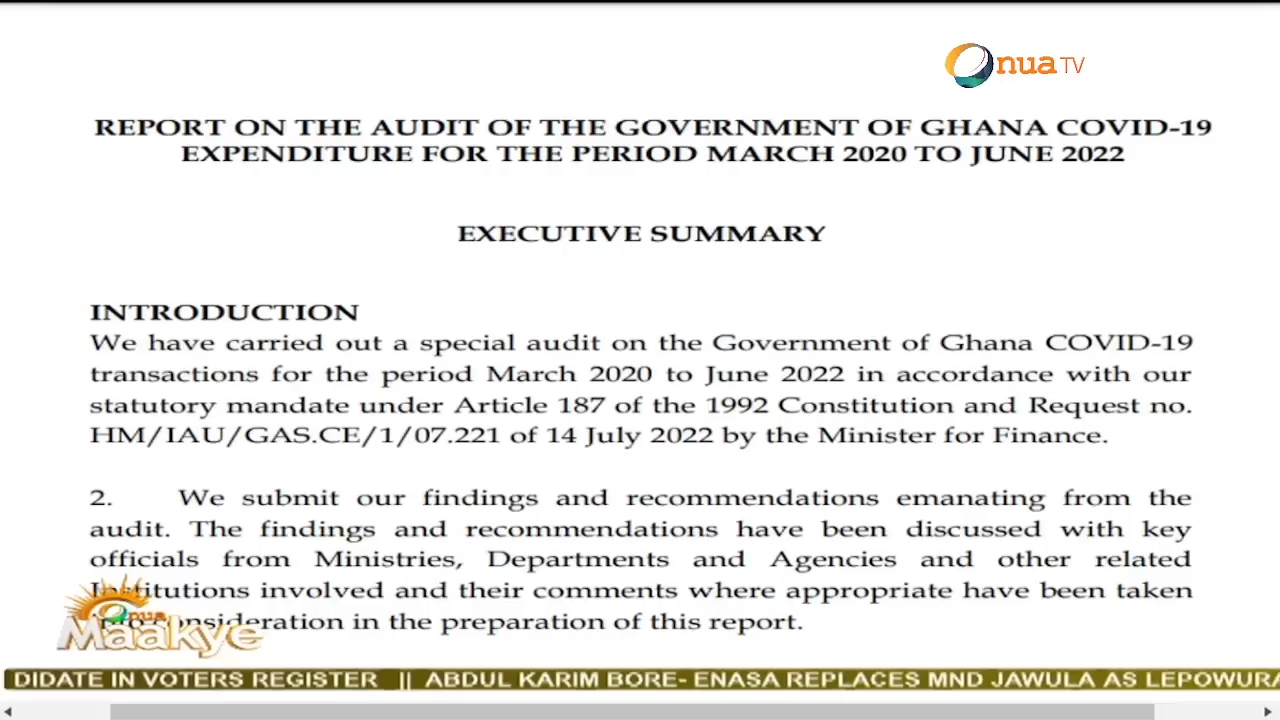 Onua TV
REPORT ON THE AUDIT OF THE GOVERNMENT OF GHANA COVID-19
EXPENDITURE FOR THE PERIOD MARCH 2020 TO JUNE 2022
EXECUTIVE SUMMARY
INTRODUCTION
We have carried out a special audit on the Government of Ghana COVID-19
transactions for the period March 2020 to June 2022 in accordance with our
statutory mandate under Article 187 of the 1992 Constitution and Request no.
HM/IAU/GAS.CE/1/07.221 of 14 July 2022 by the Minister for Finance.
2. We submit our findings and recommendations emanating from the
audit. The findings and recommendations have been discussed with key
officials from Ministries, Departments and Agencies and other related
Institutions involved and their comments where appropriate have been taken
into consideration in the preparation of this report.
Onua
Maakye
DIDATE IN VOTERS REGISTER || ABDUL KARIM BORE- ENASA REPLACES MND JAWULA AS LEPOWURA